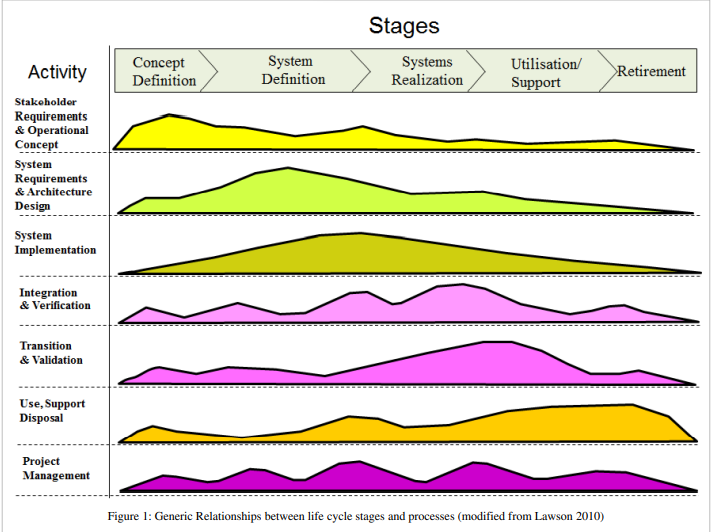 Stages
Activity
Concept
Definition
System
Definition
Systems
Realization
Utilisation/
Support
Retirement
Stakeholder
Requirements
& Operational
Concept
System
Requirements
& Architecture
Design
System
Implementation
Integration
& Verification
Transition
& Validation
Use, Support
Disposal
Project
Management
Figure 1: Generic Relationships between life cycle stages and processes (modified from Lawson 2010)